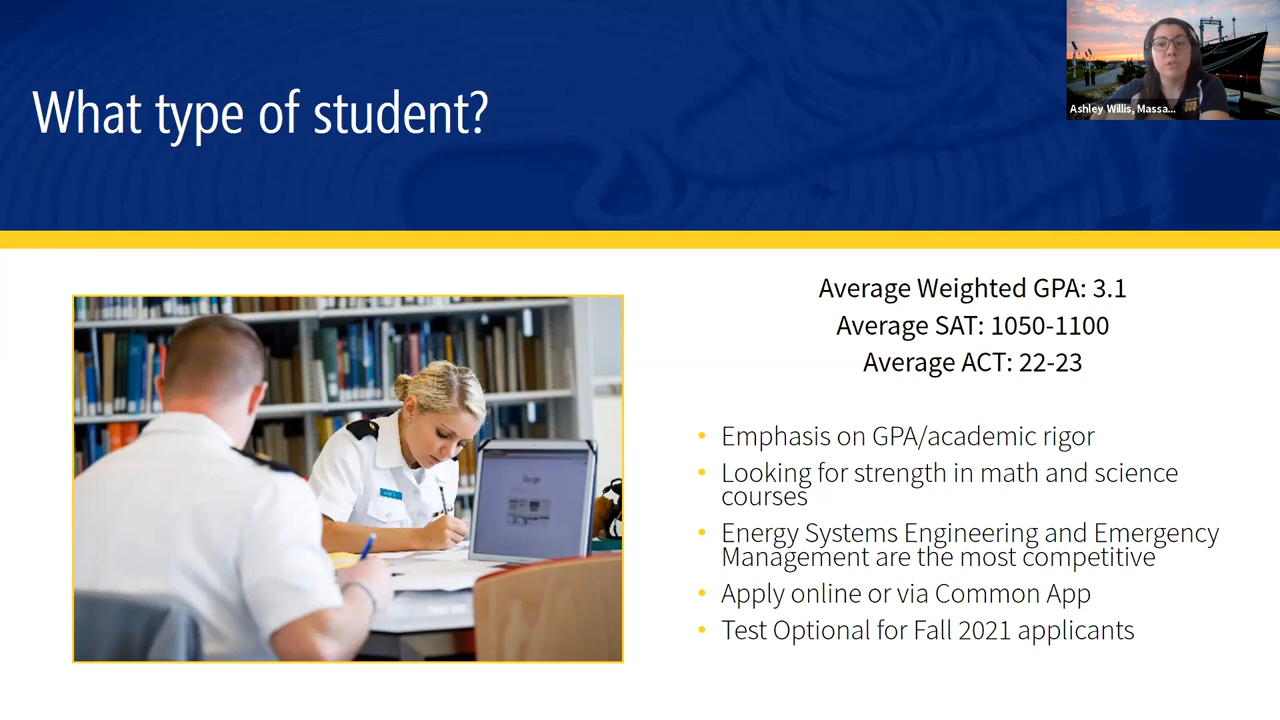 What type of student?
Ashley Willis, Massa...
Average Weighted GPA: 3.1
Average SAT: 1050-1100
Average ACT: 22-23
• Emphasis on GPA/academic rigor
• Looking for strength in math and science
courses
• Energy Systems Engineering and Emergency
Management are the most competitive
• Apply online or via Common App
• Test Optional for Fall 2021 applicants
Google